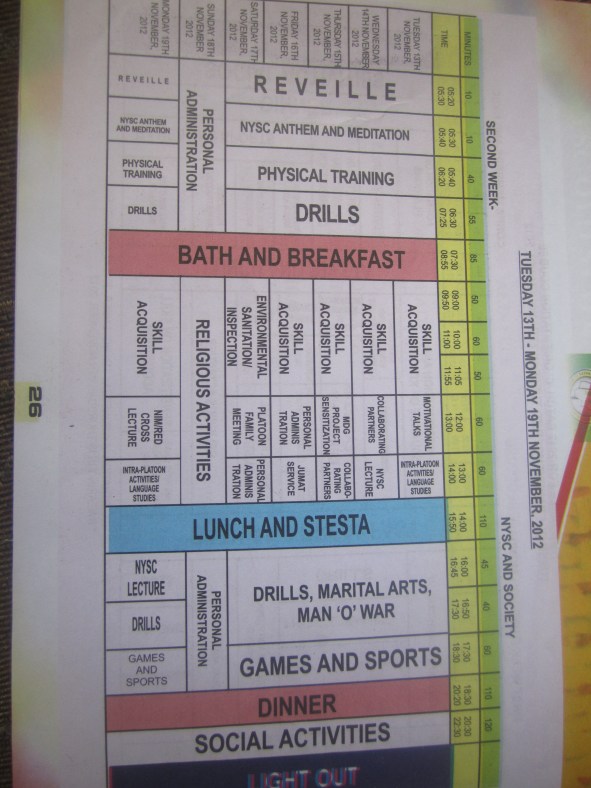 TUESDAY 13TH - MONDAY 19TH NOVEMBER, 2012
SECOND WEEK-
NYSC AND SOCIETY
MINUTES 10 10 40 55 85 50 60 50 60 60 110 45 40 60 110 120
TIME 05:20 05:30 05:40 06:30 07:30 09:00 10:00 11:05 12:00 13:00 14:00 16:00 16:50 17:30 18:30 20:30
05:30 05:40 06:20 07:25 08:55 09:50 11:00 11:55 13:00 14:00 15:50 16:45 17:30 18:30 20:20 22:30
TUESDAY 13TH
NOVEMBER,
2012
WEDNESDAY
14TH NOVEMBER
2012
THURSDAY 15TH
NOVEMBER,
2012
FRIDAY 16TH
NOVEMBER,
2012
SATURDAY 17TH
NOVEMBER,
2012
SUNDAY 18TH
NOVEMBER,
2012
MONDAY 19TH
NOVEMBER,
2012
REVEILLE
NYSC ANTHEM AND MEDITATION
PHYSICAL TRAINING
DRILLS
PERSONAL
ADMINISTRATION
REVEILLE
NYSC ANTHEM
AND MEDITATION
PHYSICAL
TRAINING
DRILLS
BATH AND BREAKFAST
SKILL
ACQUISITION
MOTIVATIONAL
TALKS
INTRA-PLATOON
ACTIVITIES/
LANGUAGE
STUDIES
SKILL
ACQUISITION
COLLABORATING
PARTNERS
NYSC
LECTURE
SKILL
ACQUISITION
MDG
PROJECT
SENSITIZATION
COLLABO-
RATING
PARTNERS
SKILL
ACQUISITION
PERSONAL
ADMINIS
TRATION
JUMAT
SERVICE
ENVIRONMENTAL
SANITATION/
INSPECTION
PLATOON
FAMILY
MEETING
PERSONAL
ADMINIS
TRATION
RELIGIOUS ACTIVITIES
SKILL
ACQUISITION
NIM/RED
CROSS
LECTURE
INTRA-PLATOON
ACTIVITIES/
LANGUAGE
STUDIES
LUNCH AND STESTA
DRILLS, MARITAL ARTS,
MAN 'O' WAR
GAMES AND SPORTS
PERSONAL
ADMINISTRATION
NYSC
LECTURE
DRILLS
GAMES
AND
SPORTS
DINNER
SOCIAL ACTIVITIES
LIGHT OUT
26